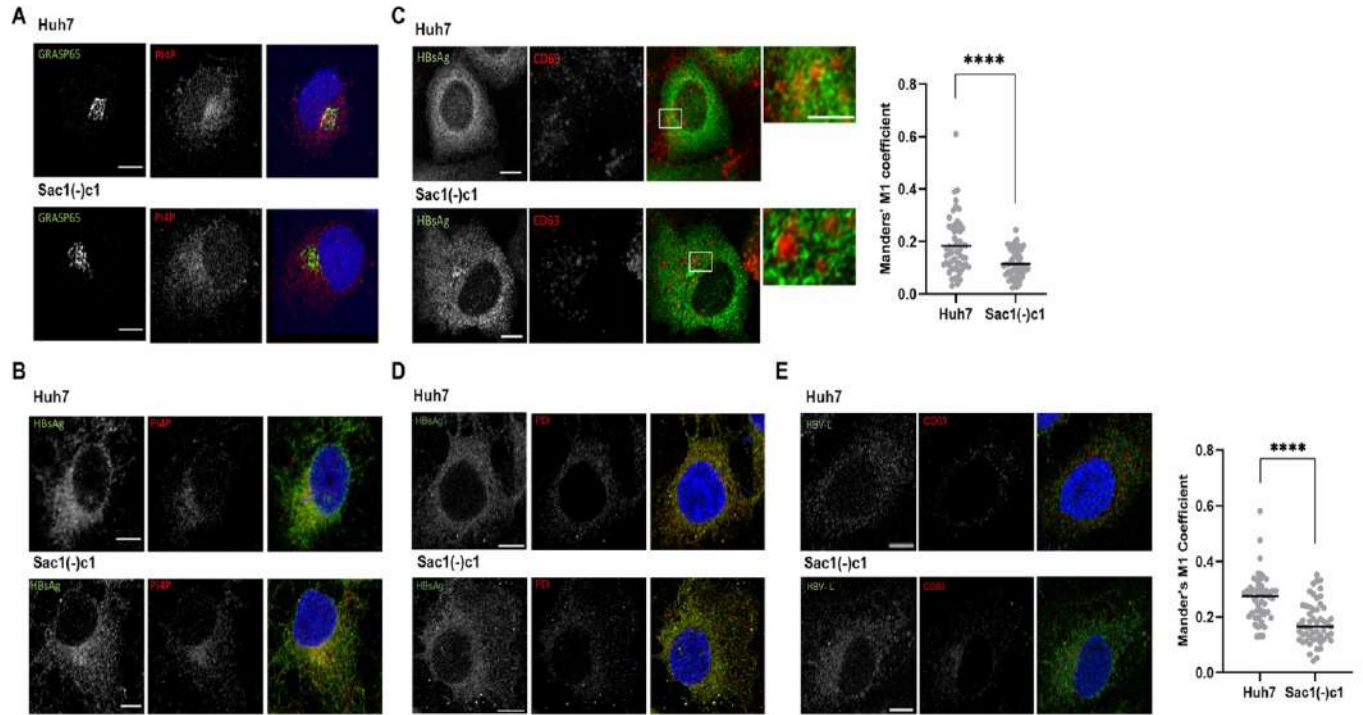 A
Huh7
GRASP65
PI4P
Sac1(-)c1
GRASP65
PI4P
C
Huh7
HBsAg
CD63
Sac1(-)c1
HBsAg
CD63
****
Manders' M1 coefficient
0.8
0.6
0.4
0.2
0.0
Huh7
Sac1(-)c1
B
Huh7
HBsAg
PI4P
Sac1(-)c1
HBsAg
PI4P
D
Huh7
HBsAg
PDI
Sac1(-)c1
HBsAg
PDI
E
Huh7
HBV-L
CD63
Sac1(-)c1
HBV-L
CD63
****
Mander's M1 Coefficient
0.8
0.6
0.4
0.2
0.0
Huh7
Sac1(-)c1